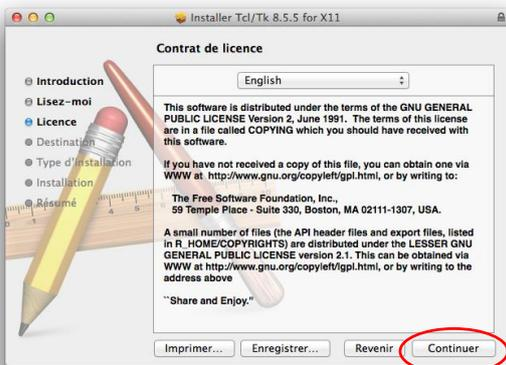 Installer Tcl/Tk 8.5.5 for X11
Contrat de licence
Introduction
Lisez-moi
Licence
Destination
Type d'installation
Installation
Résumé
English
This software is distributed under the terms of the GNU GENERAL
PUBLIC LICENSE Version 2, June 1991. The terms of this license
are in a file called COPYING which you should have received with
this software.
If you have not received a copy of this file, you can obtain one via
WWW at http://www.gnu.org/copyleft/gpl.html, or by writing to:
The Free Software Foundation, Inc.,
59 Temple Place - Suite 330, Boston, MA 02111-1307, USA.
A small number of files (the API header files and export files, listed
in R_HOME/COPYRIGHTS) are distributed under the LESSER GNU
GENERAL PUBLIC LICENSE version 2.1. This can be obtained via
WWW at http://www.gnu.org/copyleft/lgpl.html, or by writing to the
address above
``Share and Enjoy."
Imprimer... Enregistrer... Revenir Continuer